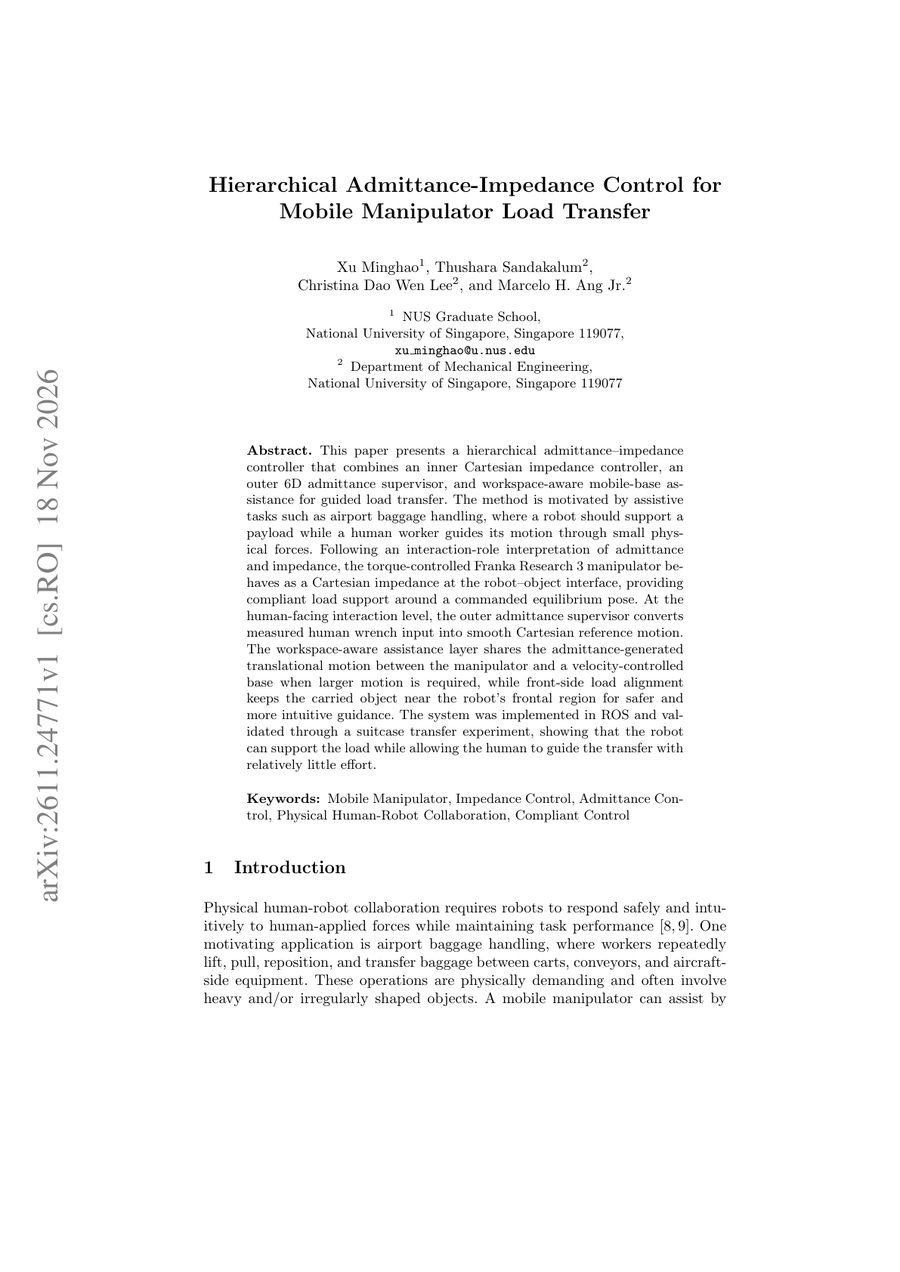 Hierarchical Admittance-Impedance Control for
Mobile Manipulator Load Transfer
Xu Minghao1, Thushara Sandakalum2,
Christina Dao Wen Lee2, and Marcelo H. Ang Jr.2
1 NUS Graduate School,
National University of Singapore, Singapore 119077,
xu_minghao@u.nus.edu
2 Department of Mechanical Engineering,
National University of Singapore, Singapore 119077
arXiv:2611.24771v1 [cs.RO] 18 Nov 2026
Abstract. This paper presents a hierarchical admittance–impedance
controller that combines an inner Cartesian impedance controller, an
outer 6D admittance supervisor, and workspace-aware mobile-base as-
sistance for guided load transfer. The method is motivated by assistive
tasks such as airport baggage handling, where a robot should support a
payload while a human worker guides its motion through small phys-
ical forces. Following an interaction-role interpretation of admittance
and impedance, the torque-controlled Franka Research 3 manipulator be-
haves as a Cartesian impedance at the robot–object interface, providing
compliant load support around a commanded equilibrium pose. At the
human-facing interaction level, the outer admittance supervisor converts
measured human wrench input into smooth Cartesian reference motion.
The workspace-aware assistance layer shares the admittance-generated
translational motion between the manipulator and a velocity-controlled
base when larger motion is required, while front-side load alignment
keeps the carried object near the robot's frontal region for safer and
more intuitive guidance. The system was implemented in ROS and val-
idated through a suitcase transfer experiment, showing that the robot
can support the load while allowing the human to guide the transfer with
relatively little effort.
Keywords: Mobile Manipulator, Impedance Control, Admittance Con-
trol, Physical Human-Robot Collaboration, Compliant Control
1 Introduction
Physical human-robot collaboration requires robots to respond safely and intu-
itively to human-applied forces while maintaining task performance [8, 9]. One
motivating application is airport baggage handling, where workers repeatedly
lift, pull, reposition, and transfer baggage between carts, conveyors, and aircraft-
side equipment. These operations are physically demanding and often involve
heavy and/or irregularly shaped objects. A mobile manipulator can assist by